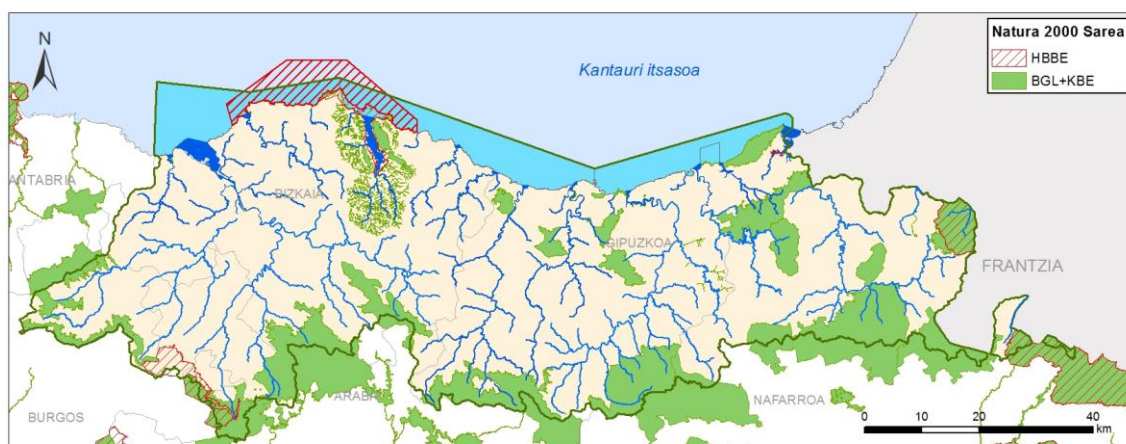 N
Kantauri itsasoa
Natura 2000 Sarea
HBBE
BGL+KBE
ANTABRIA
BIZKAIA
GIPUZKOA
FRANTZIA
ARABA
NAFARROA
BURGOS
0 10 20 40
km